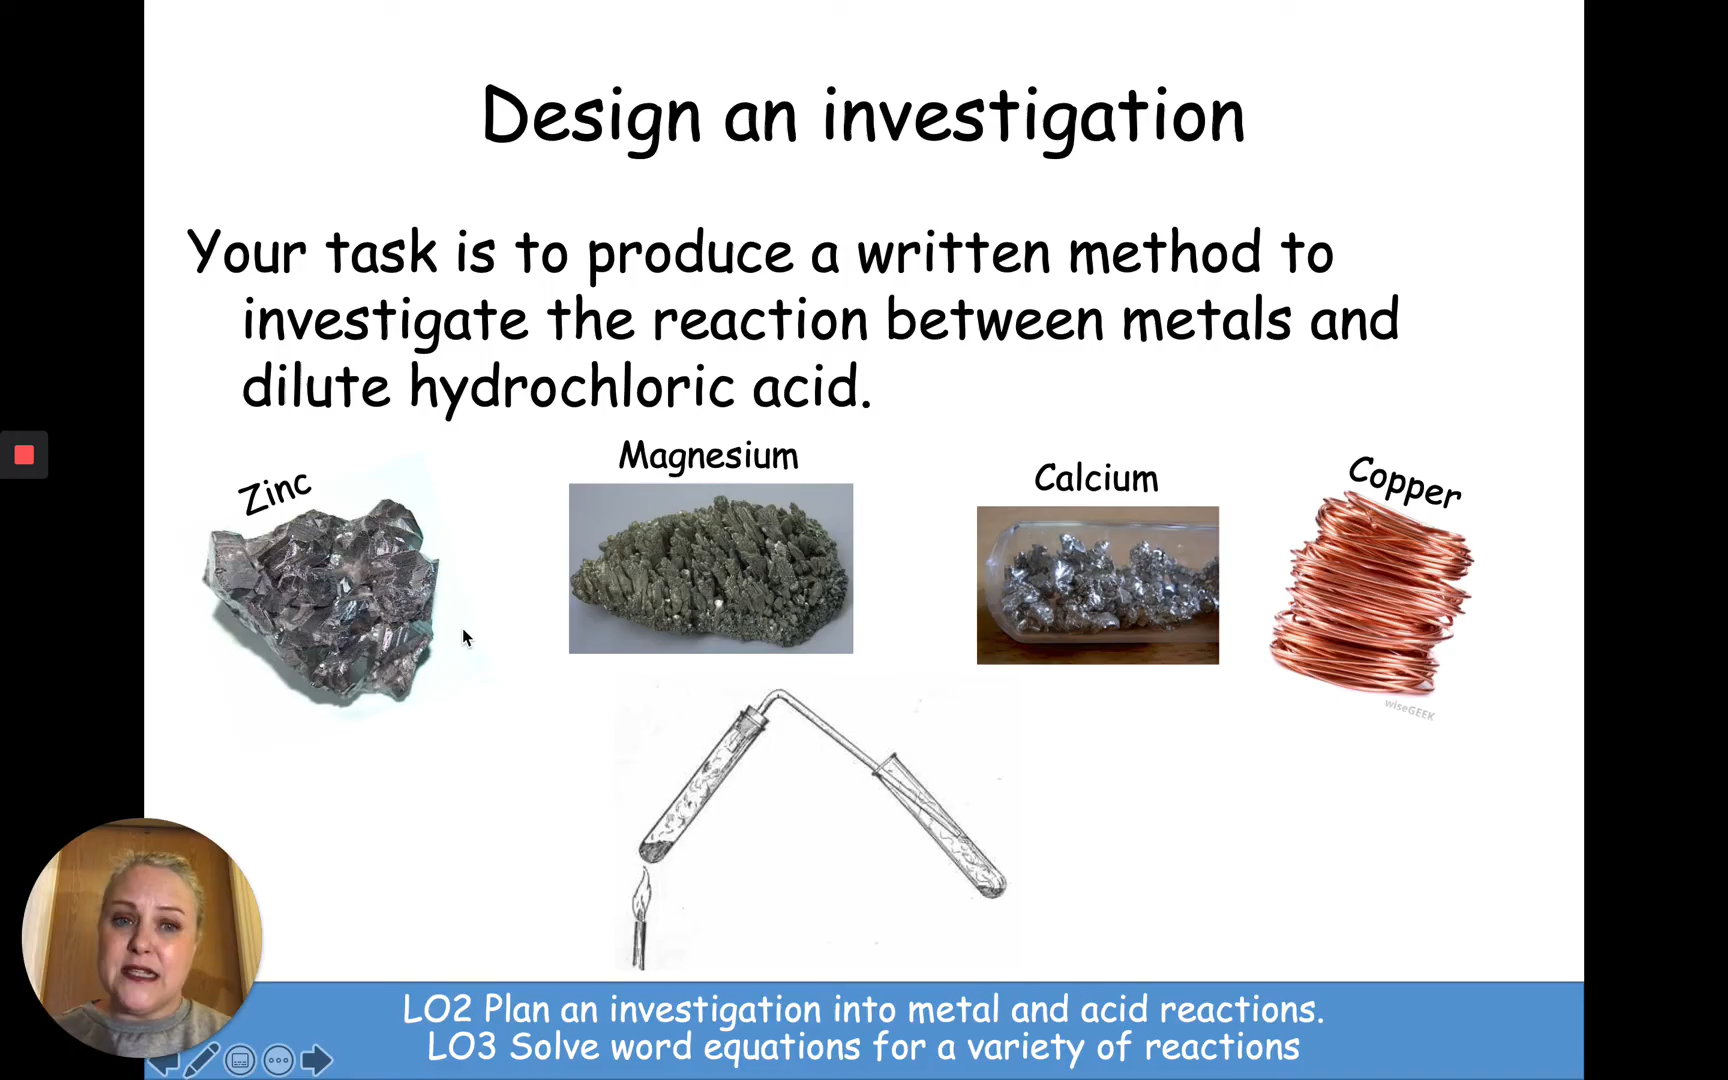 Design an investigation
Your task is to produce a written method to
investigate the reaction between metals and
dilute hydrochloric acid.
Zinc
Magnesium
Calcium
Copper
wiseGEEK
LO2 Plan an investigation into metal and acid reactions.
LO3 Solve word equations for a variety of reactions